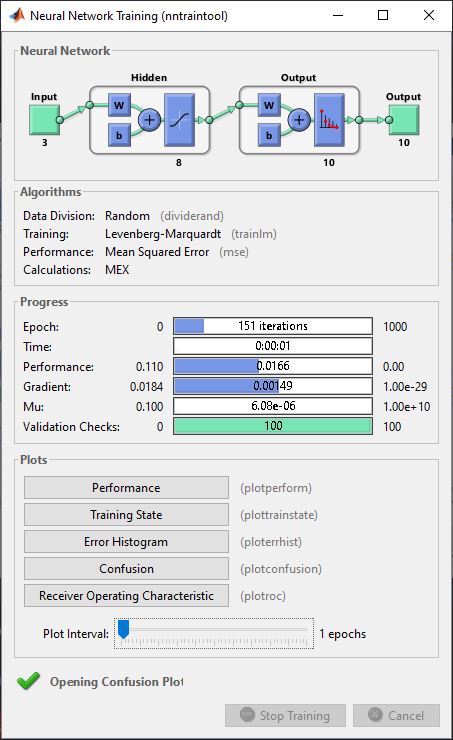 Neural Network Training (nntraintool)
Neural Network
Hidden Output
Input Output
W W
b b
+ +
3 10
8 10
Algorithms
Data Division: Random (dividerand)
Training: Levenberg-Marquardt (trainlm)
Performance: Mean Squared Error (mse)
Calculations: MEX
Progress
Epoch: 0 151 iterations 1000
Time: 0:00:01
Performance: 0.110 0.0166 0.00
Gradient: 0.0184 0.00149 1.00e-29
Mu: 0.100 6.08e-06 1.00e+10
Validation Checks: 0 100 100
Plots
Performance (plotperform)
Training State (plottrainstate)
Error Histogram (ploterrhist)
Confusion (plotconfusion)
Receiver Operating Characteristic (plotroc)
Plot Interval: 1 epochs
Opening Confusion Plot
Stop Training Cancel